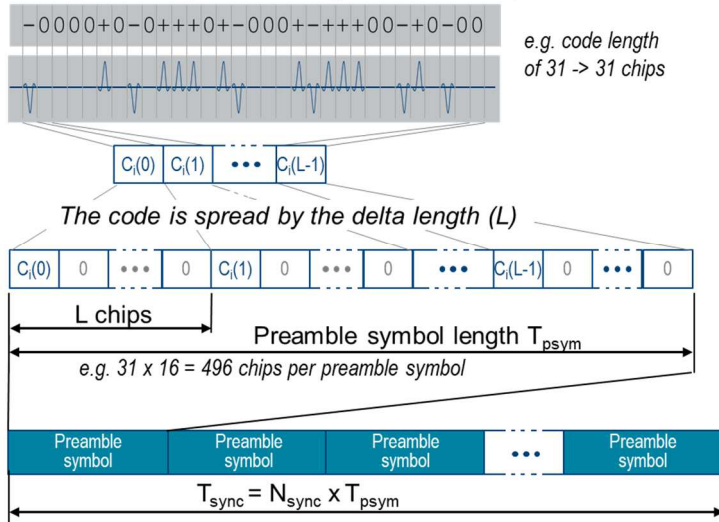 -0000+0-0+++0+-000+-+++00-+0-00
e.g. code length
of 31 -> 31 chips
Cᵢ(0) Cᵢ(1) ••• Cᵢ(L-1)
The code is spread by the delta length (L)
Cᵢ(0) 0 ••• 0 Cᵢ(1) 0 ••• 0 ••• Cᵢ(L-1) 0 ••• 0
L chips
Preamble symbol length Tpsym
e.g. 31 x 16 = 496 chips per preamble symbol
Preamble symbol Preamble symbol Preamble symbol ••• Preamble symbol
Tsync = Nsync x Tpsym